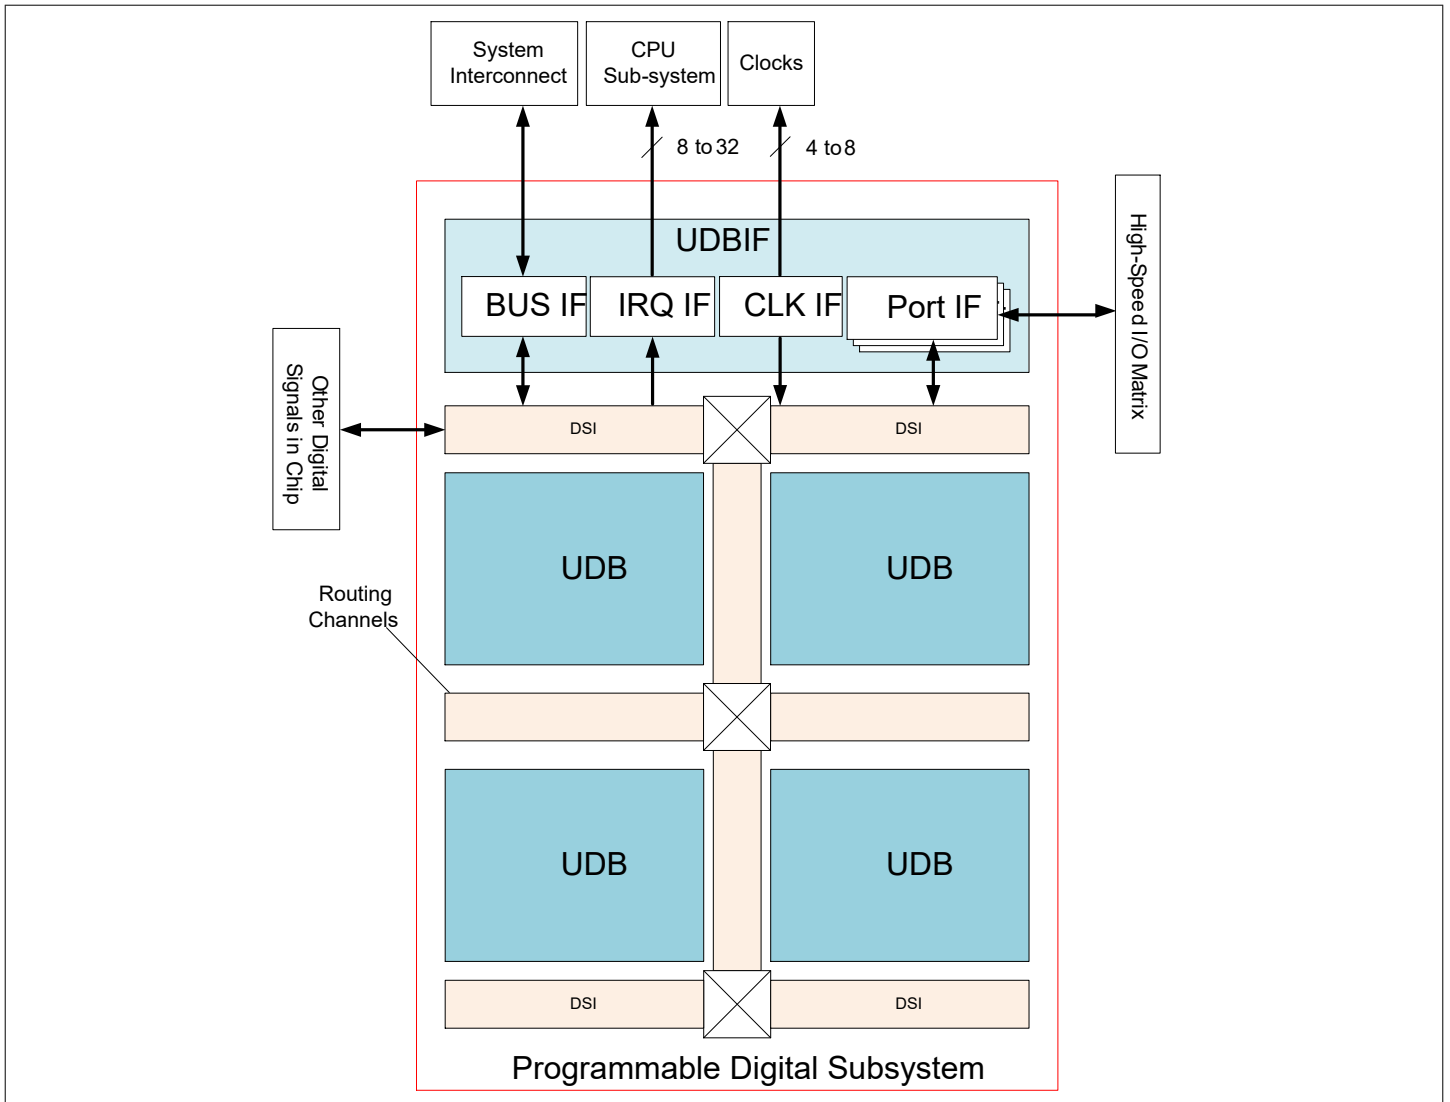 System
Interconnect
CPU
Sub-system
Clocks
8 to 32
4 to 8
UDBIF
BUS IF
IRQ IF
CLK IF
Port IF
High-Speed I/O Matrix
Other Digital
Signals in Chip
DSI
DSI
UDB
UDB
Routing
Channels
UDB
UDB
DSI
DSI
Programmable Digital Subsystem